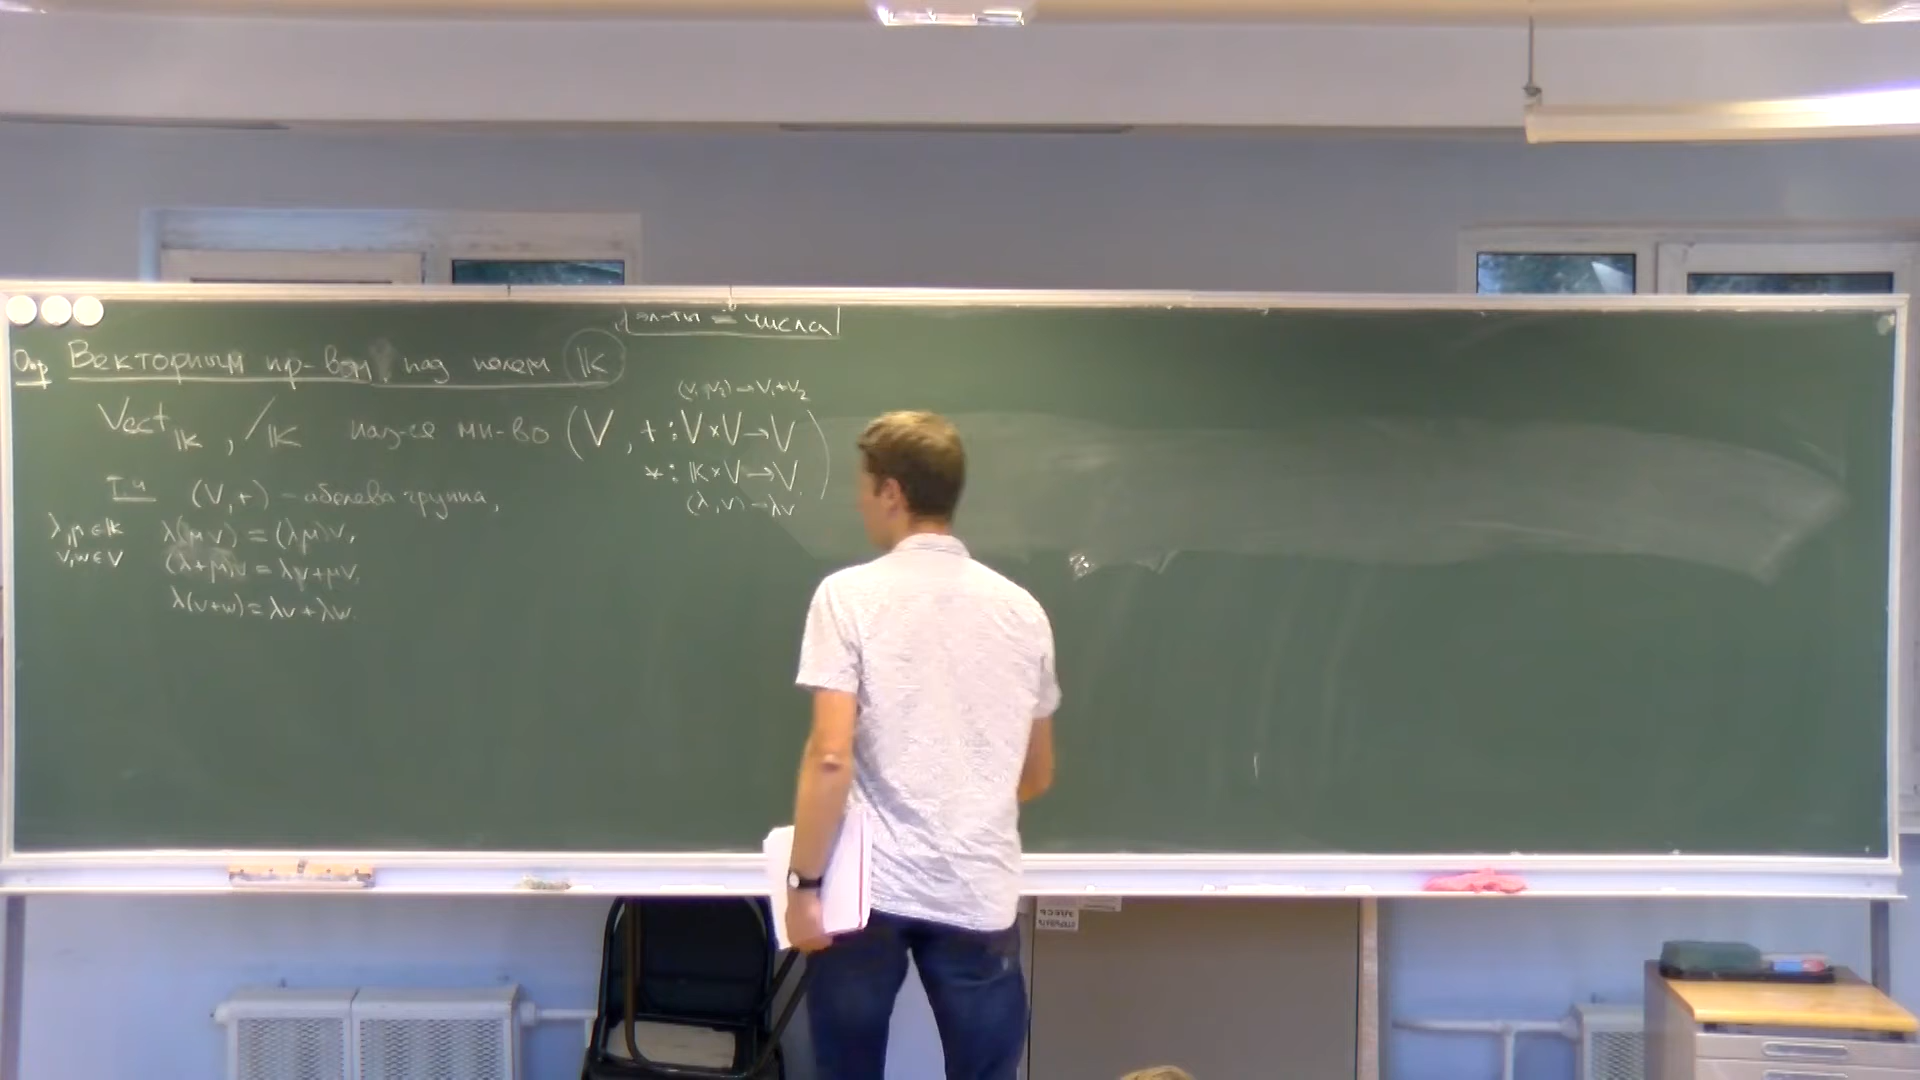 эл-ты = числа
Опр Векторным пр-вом над полем 𝕂
Vect_𝕂 , /𝕂 наз-ся мн-во (V, + : V×V→V
(v₁,v₂)→v₁+v₂
* : 𝕂×V→V)
(λ,v)→λv
т.ч (V,+) – абелева группа,
λ,μ∈𝕂 λ(μv) = (λμ)v,
v,w∈V (λ+μ)v = λv+μv,
λ(v+w) = λv+λw.